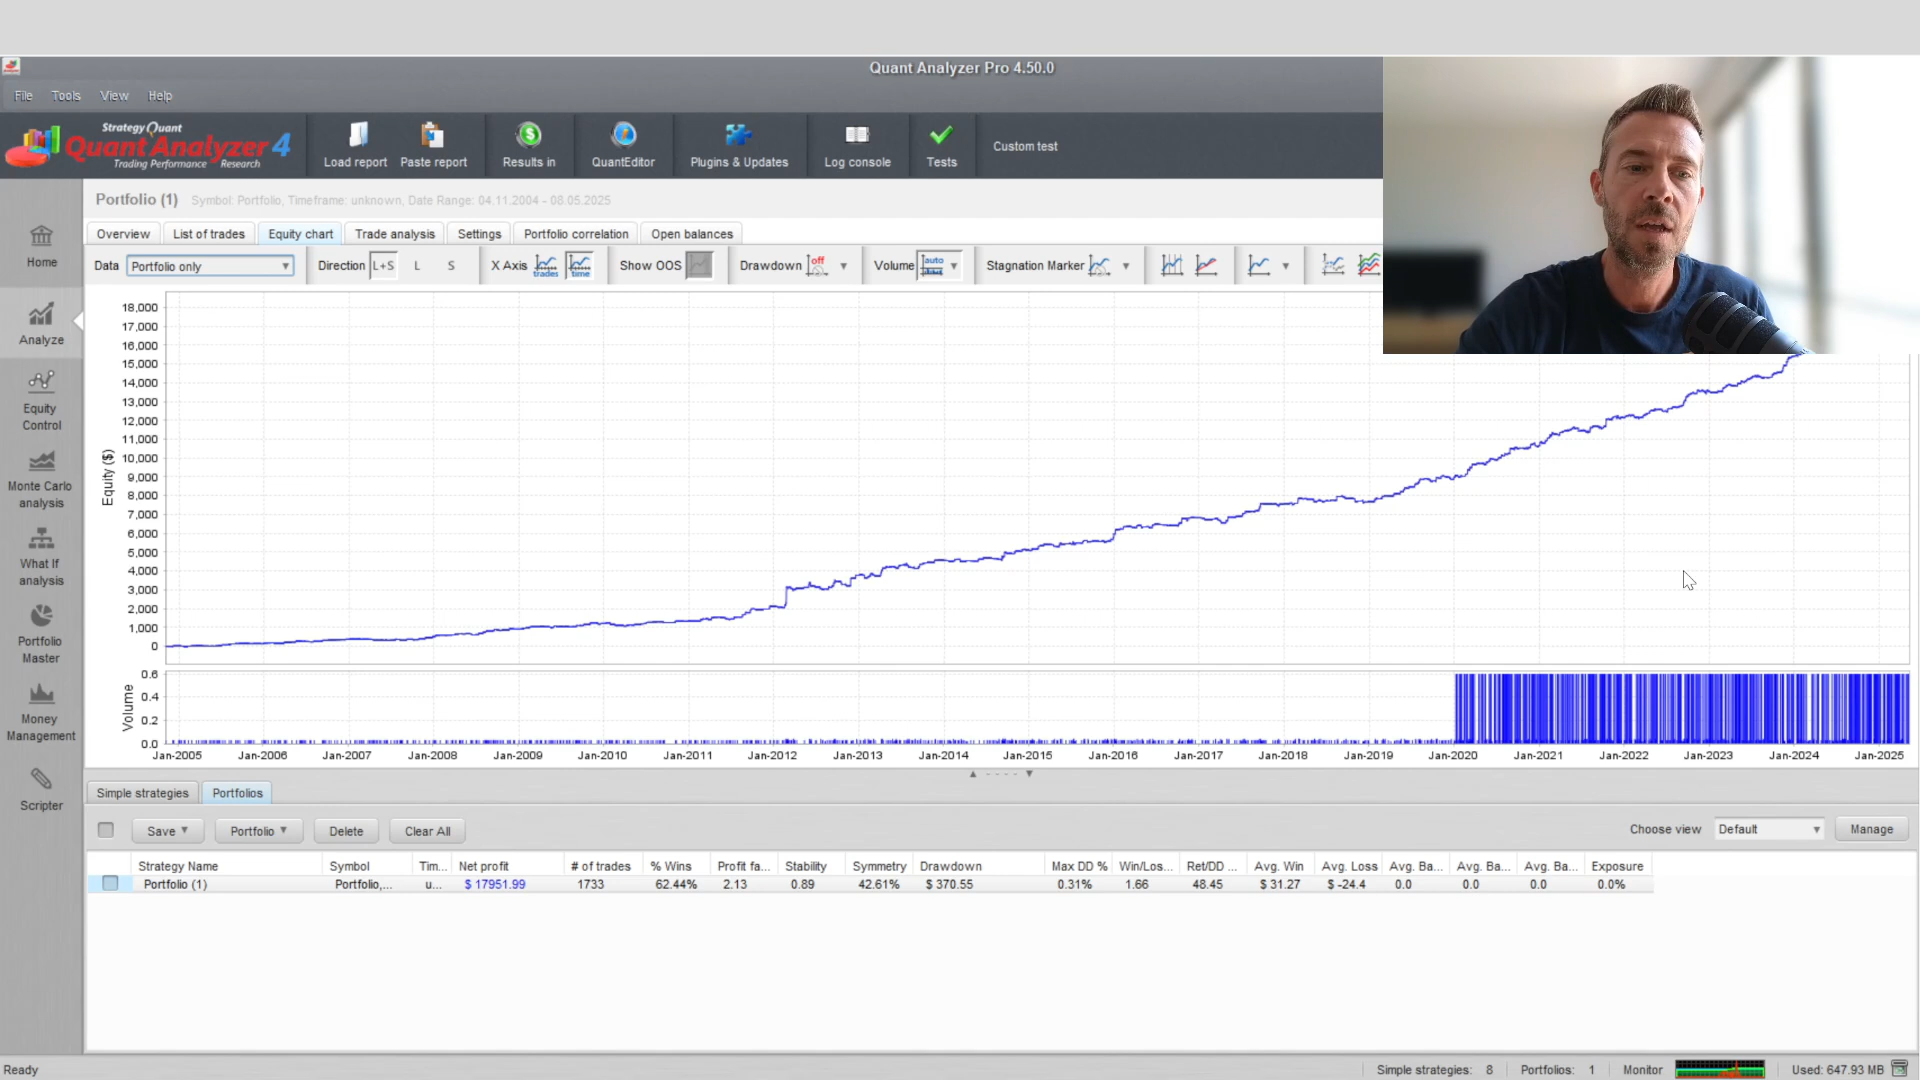 Quant Analyzer Pro 4.50.0
File Tools View Help
StrategyQuant
QuantAnalyzer 4
Trading Performance Research
Load report Paste report Results in QuantEditor Plugins & Updates Log console Tests Custom test
Portfolio (1) Symbol: Portfolio, Timeframe: unknown, Date Range: 04.11.2004 - 08.05.2025
Overview List of trades Equity chart Trade analysis Settings Portfolio correlation Open balances
Data Portfolio only Direction L+S L S X Axis trades time Show OOS Drawdown off Volume auto Stagnation Marker
Home
Analyze
Equity
Control
Monte Carlo
analysis
What If
analysis
Portfolio
Master
Money
Management
Scripter
Equity ($)
18,000
17,000
16,000
15,000
14,000
13,000
12,000
11,000
10,000
9,000
8,000
7,000
6,000
5,000
4,000
3,000
2,000
1,000
0
Volume
0.6
0.4
0.2
0.0
Jan-2005 Jan-2006 Jan-2007 Jan-2008 Jan-2009 Jan-2010 Jan-2011 Jan-2012 Jan-2013 Jan-2014 Jan-2015 Jan-2016 Jan-2017 Jan-2018 Jan-2019 Jan-2020 Jan-2021 Jan-2022 Jan-2023 Jan-2024 Jan-2025
Simple strategies Portfolios
Save Portfolio Delete Clear All Choose view Default Manage
Strategy Name Symbol Tim... Net profit # of trades % Wins Profit fa... Stability Symmetry Drawdown Max DD % Win/Los... Ret/DD ... Avg. Win Avg. Loss Avg. Ba... Avg. Ba... Avg. Ba... Exposure
Portfolio (1) Portfolio,... u... $ 17951.99 1733 62.44% 2.13 0.89 42.61% $ 370.55 0.31% 1.66 48.45 $ 31.27 $ -24.4 0.0 0.0 0.0 0.0%
Ready Simple strategies: 8 Portfolios: 1 Monitor Used: 647.93 MB